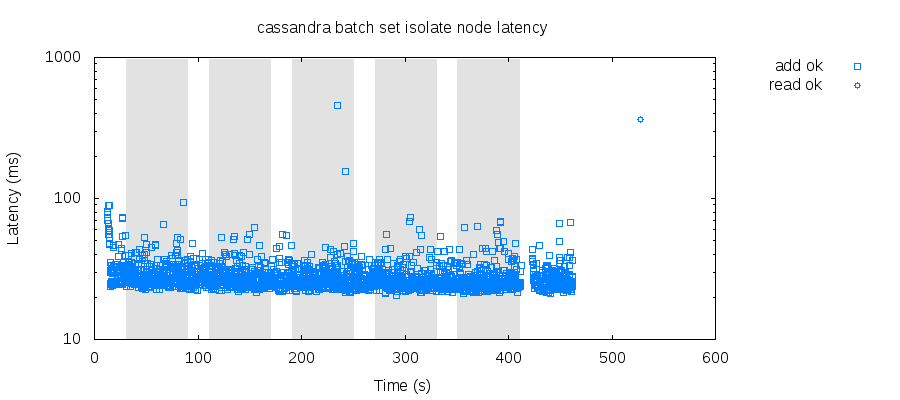 cassandra batch set isolate node latency
add ok
read ok
1000
100
10
Latency (ms)
0 100 200 300 400 500 600
Time (s)